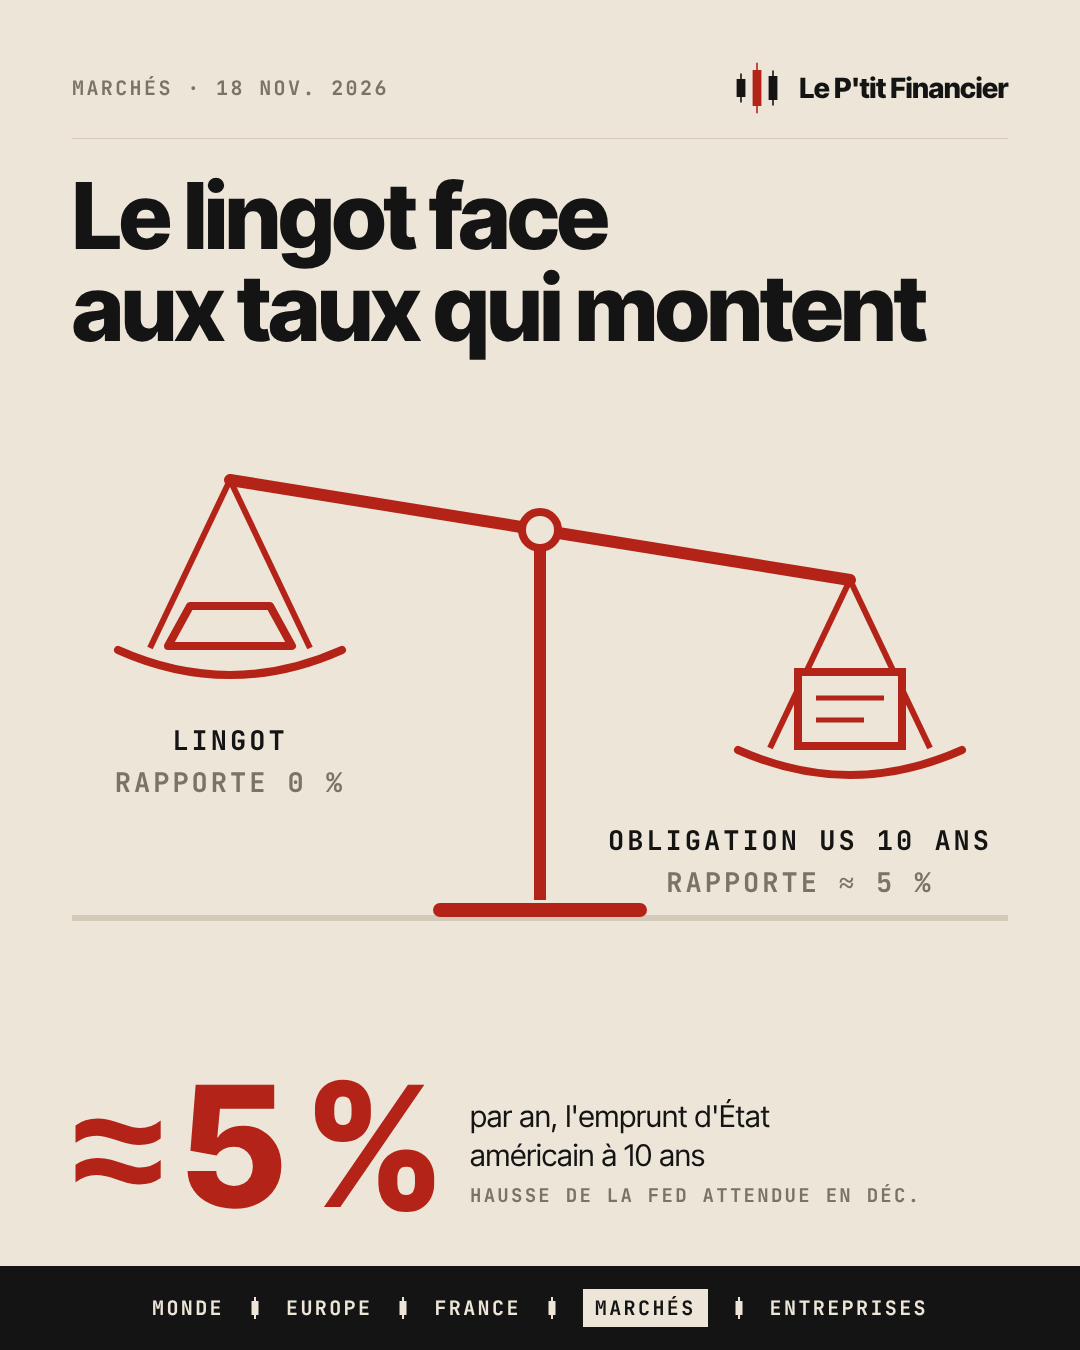 MARCHÉS · 18 NOV. 2026
Le P'tit Financier
Le lingot face
aux taux qui montent
LINGOT
RAPPORTE 0 %
OBLIGATION US 10 ANS
RAPPORTE ≈ 5 %
≈5 %
par an, l'emprunt d'État
américain à 10 ans
HAUSSE DE LA FED ATTENDUE EN DÉC.
MONDE EUROPE FRANCE MARCHÉS ENTREPRISES